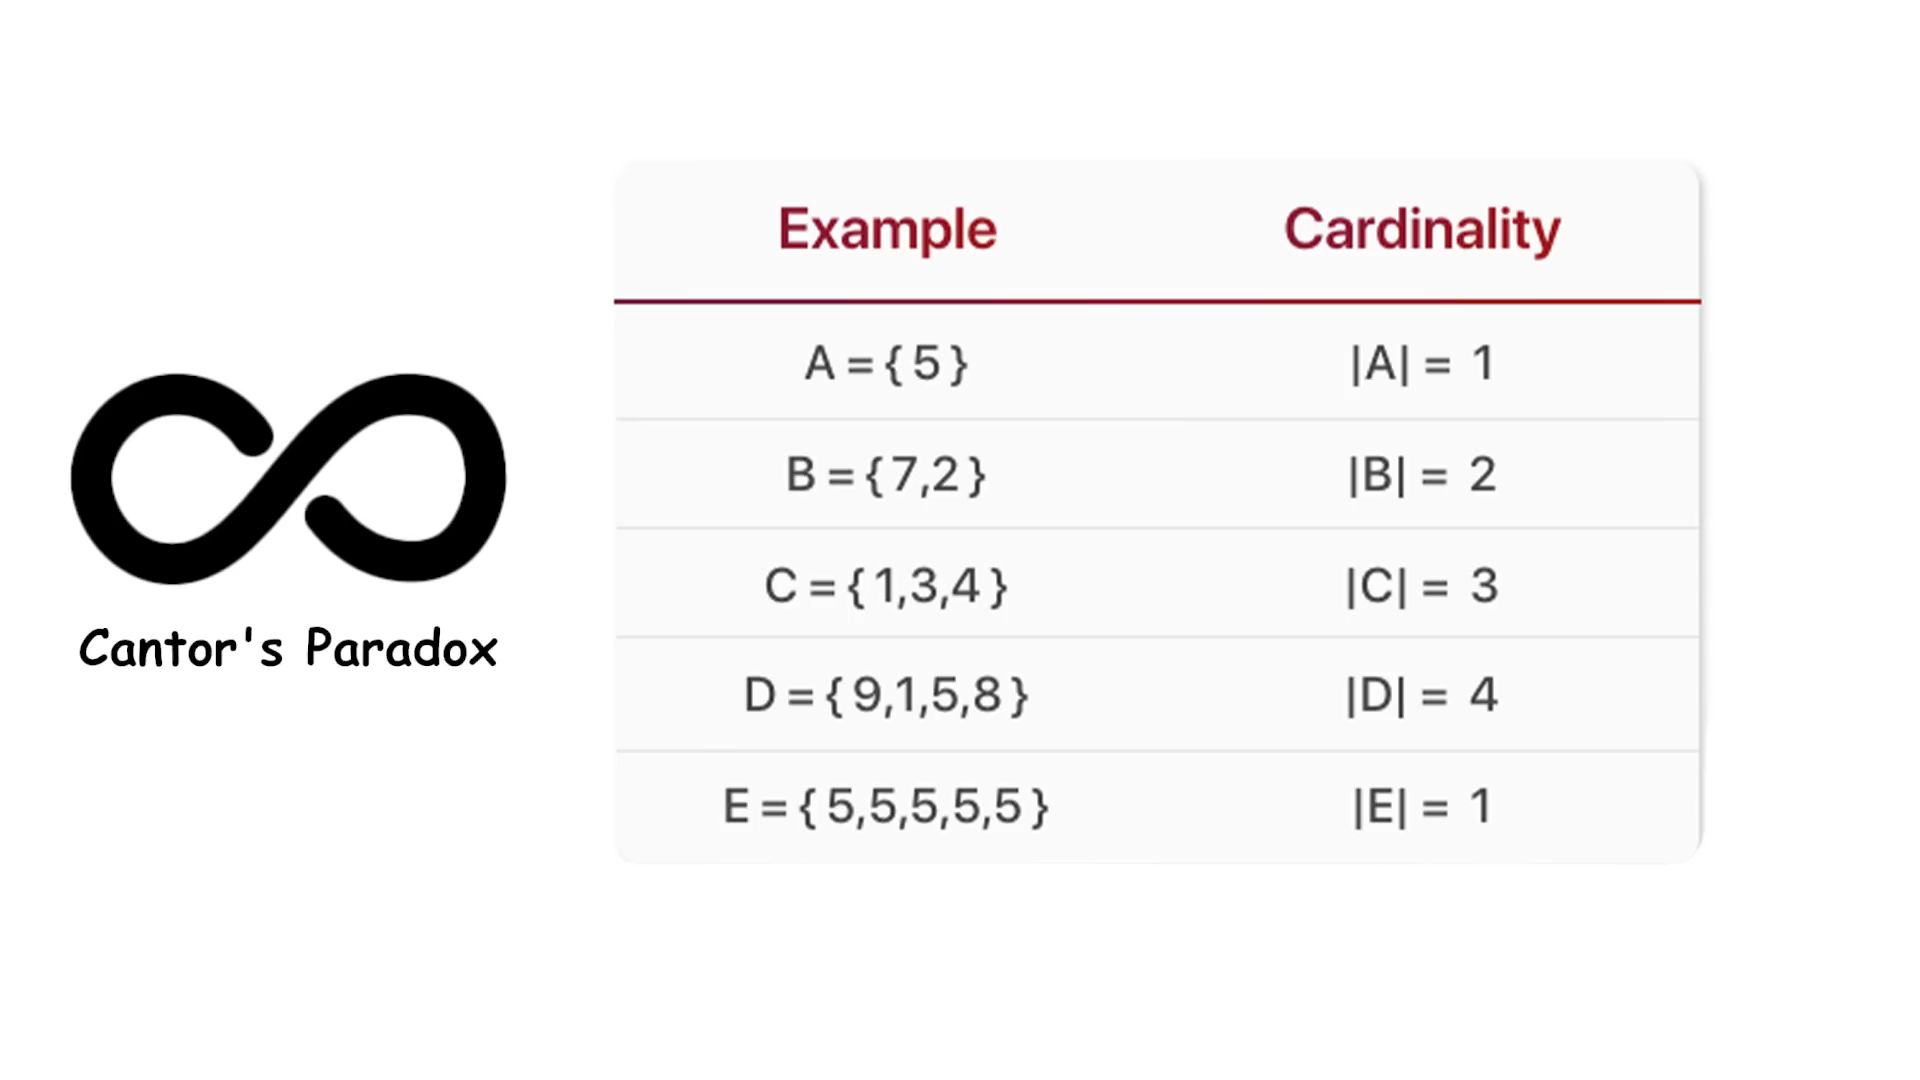 Cantor's Paradox
Example Cardinality
A = { 5 } |A| = 1
B = { 7,2 } |B| = 2
C = { 1,3,4 } |C| = 3
D = { 9,1,5,8 } |D| = 4
E = { 5,5,5,5,5 } |E| = 1